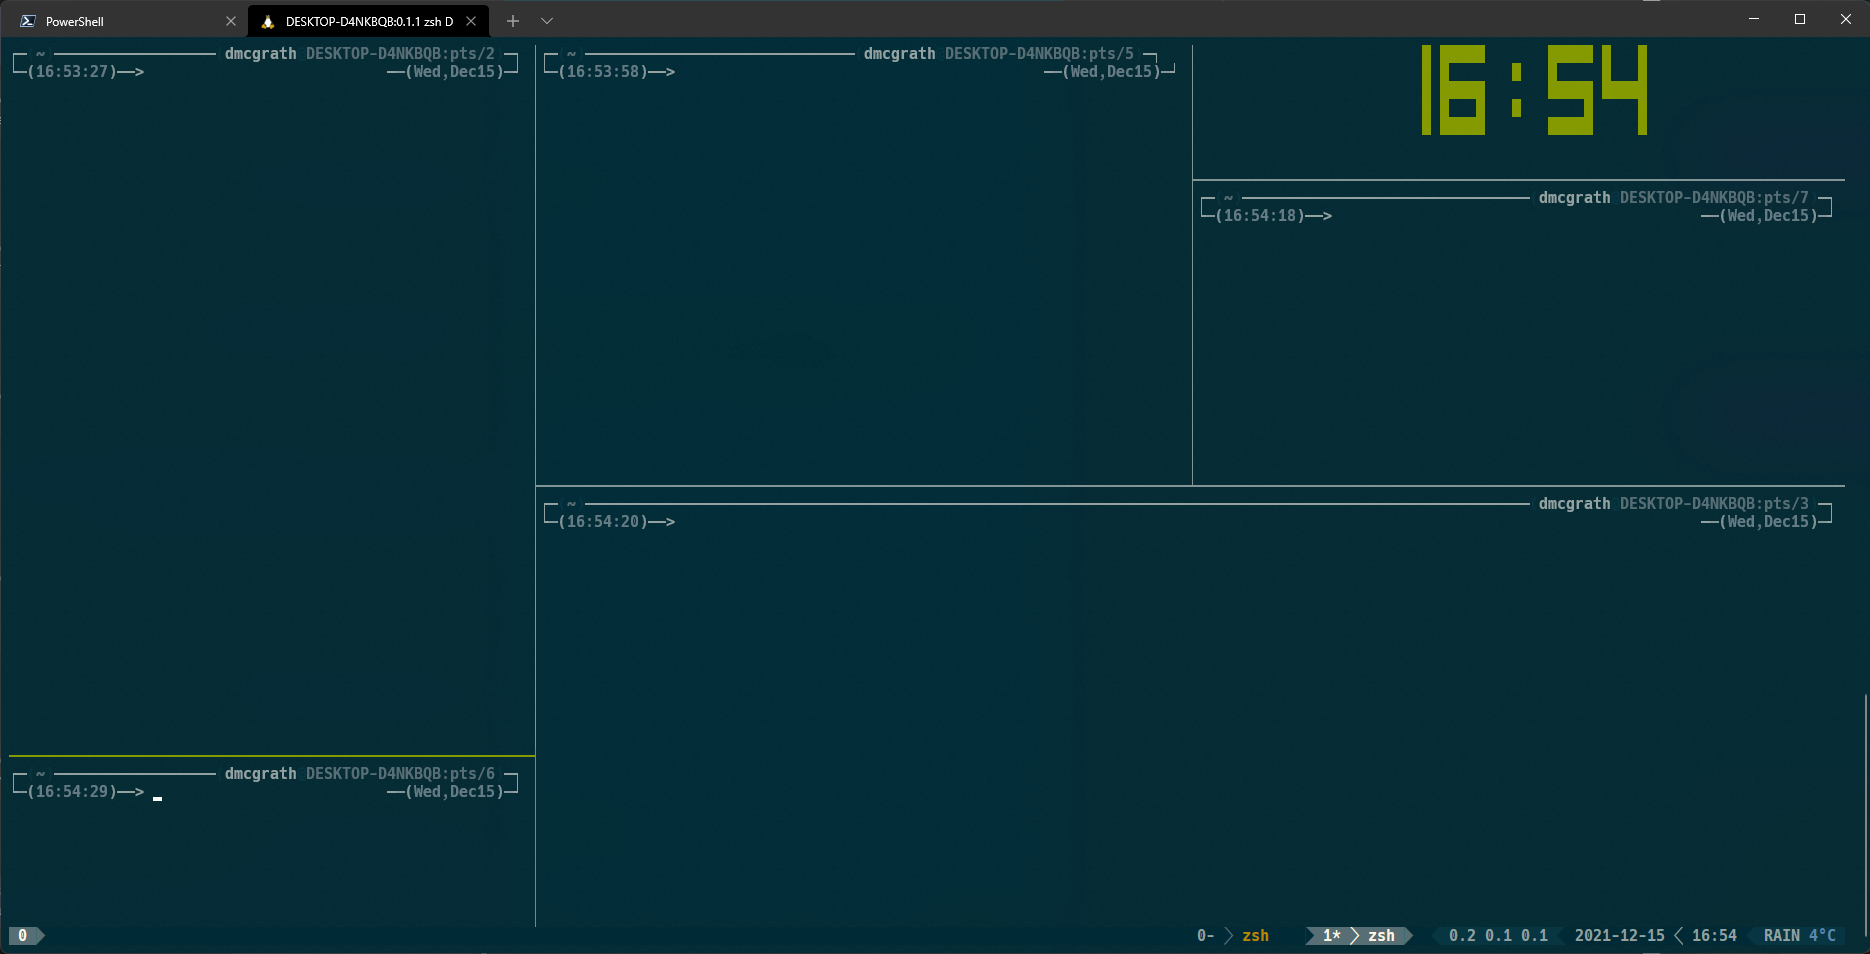 PowerShell
DESKTOP-D4NKBQB:0.1.1 zsh D
~ dmcgrath DESKTOP-D4NKBQB:pts/2
(16:53:27)—> —(Wed,Dec15)
~ dmcgrath DESKTOP-D4NKBQB:pts/5
(16:53:58)—> —(Wed,Dec15)
16:54
~ dmcgrath DESKTOP-D4NKBQB:pts/7
(16:54:18)—> —(Wed,Dec15)
~ dmcgrath DESKTOP-D4NKBQB:pts/3
(16:54:20)—> —(Wed,Dec15)
~ dmcgrath DESKTOP-D4NKBQB:pts/6
(16:54:29)—> —(Wed,Dec15)
0 0- zsh 1* zsh 0.2 0.1 0.1 2021-12-15 16:54 RAIN 4°C